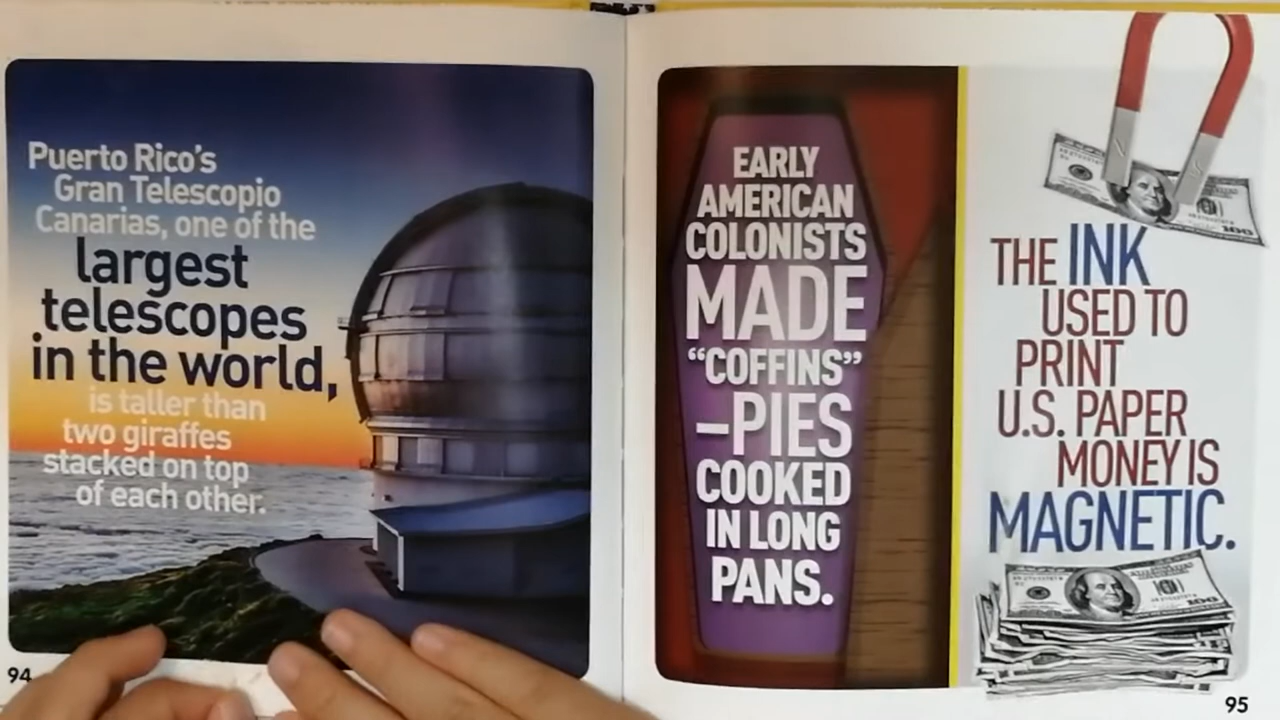 Puerto Rico's
Gran Telescopio
Canarias, one of the
largest
telescopes
in the world,
is taller than
two giraffes
stacked on top
of each other.
94
EARLY
AMERICAN
COLONISTS
MADE
“COFFINS”
–PIES
COOKED
IN LONG
PANS.
100
THE INK
USED TO
PRINT
U.S. PAPER
MONEY IS
MAGNETIC.
100
95